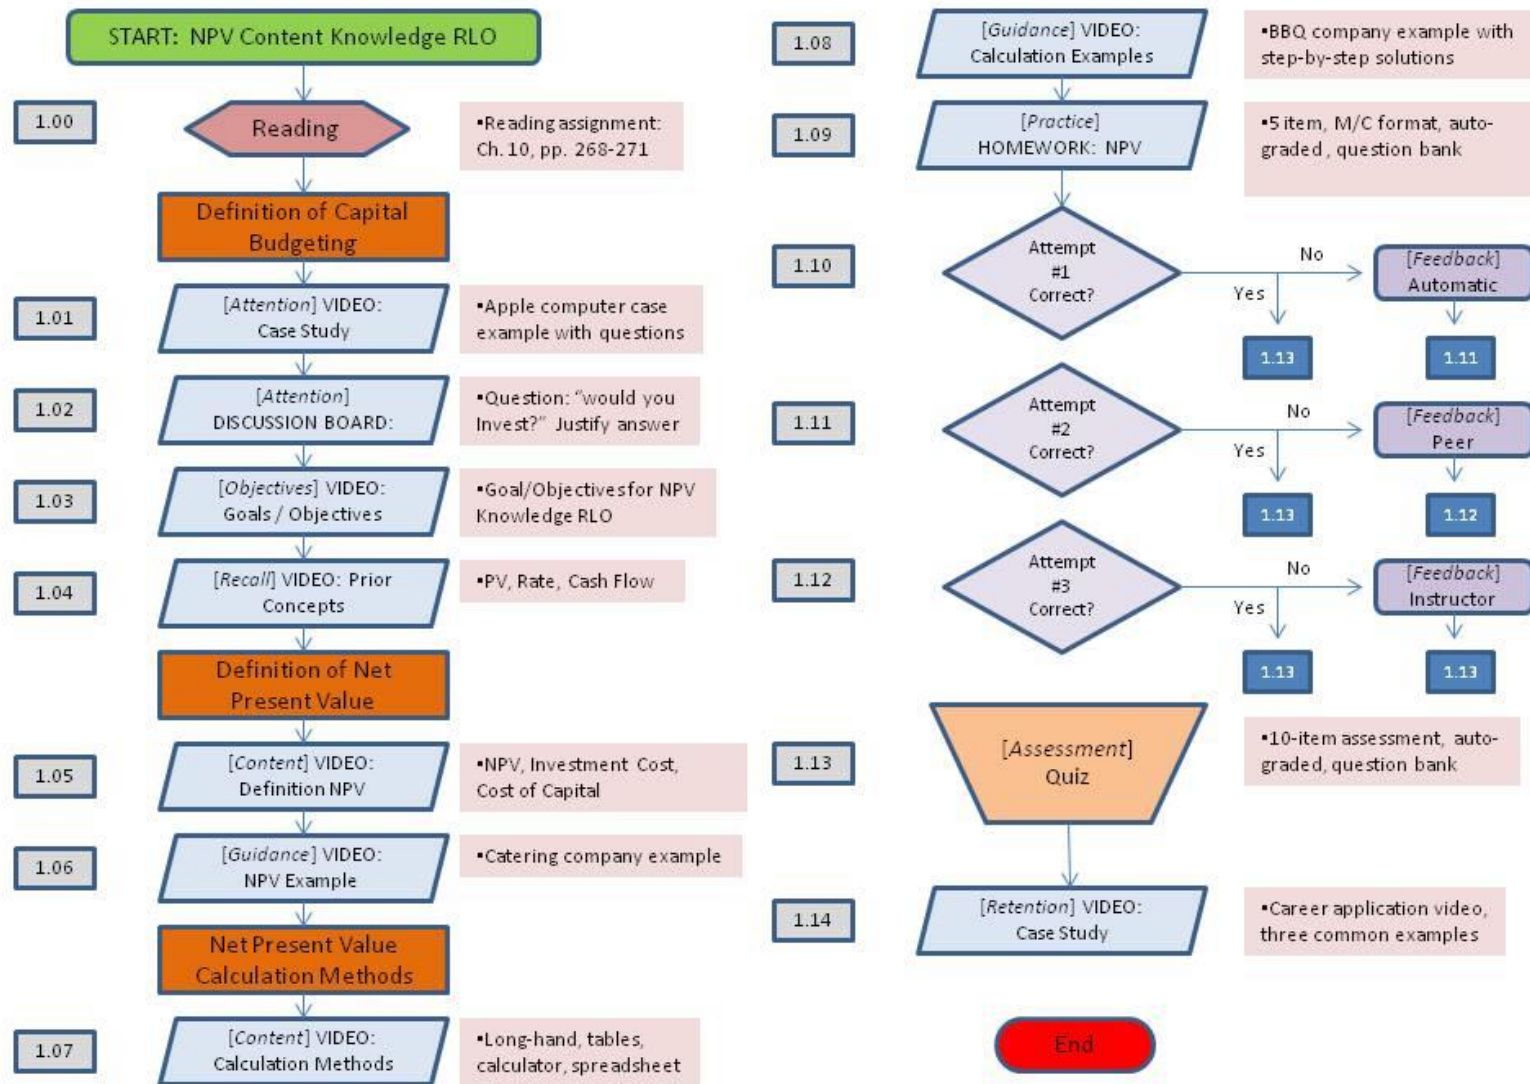 START: NPV Content Knowledge RLO
1.00
Reading
▪Reading assignment:
Ch. 10, pp. 268-271
Definition of Capital
Budgeting
1.01
[Attention] VIDEO:
Case Study
▪Apple computer case
example with questions
1.02
[Attention]
DISCUSSION BOARD:
▪Question: “would you
Invest?” Justify answer
1.03
[Objectives] VIDEO:
Goals / Objectives
▪Goal/Objectives for NPV
Knowledge RLO
1.04
[Recall] VIDEO: Prior
Concepts
▪PV, Rate, Cash Flow
Definition of Net
Present Value
1.05
[Content] VIDEO:
Definition NPV
▪NPV, Investment Cost,
Cost of Capital
1.06
[Guidance] VIDEO:
NPV Example
▪Catering company example
Net Present Value
Calculation Methods
1.07
[Content] VIDEO:
Calculation Methods
▪Long-hand, tables,
calculator, spreadsheet
1.08
[Guidance] VIDEO:
Calculation Examples
▪BBQ company example with
step-by-step solutions
1.09
[Practice]
HOMEWORK: NPV
▪5 item, M/C format, auto-
graded, question bank
1.10
Attempt
#1
Correct?
No
Yes
[Feedback]
Automatic
1.13
1.11
1.11
Attempt
#2
Correct?
No
Yes
[Feedback]
Peer
1.13
1.12
1.12
Attempt
#3
Correct?
No
Yes
[Feedback]
Instructor
1.13
1.13
1.13
[Assessment]
Quiz
▪10-item assessment, auto-
graded, question bank
1.14
[Retention] VIDEO:
Case Study
▪Career application video,
three common examples
End